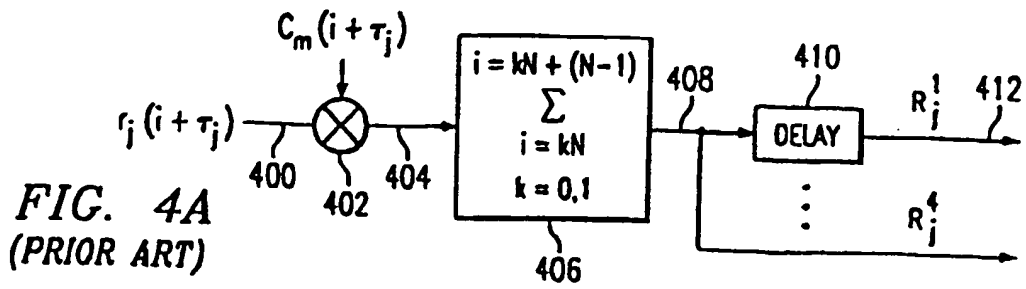 C_m(i + τ_j)
r_j(i + τ_j)
400
402
404
i = kN + (N-1)
Σ
i = kN
k = 0,1
406
408
410
DELAY
R_j^1
412
⋮
R_j^4
FIG. 4A
(PRIOR ART)